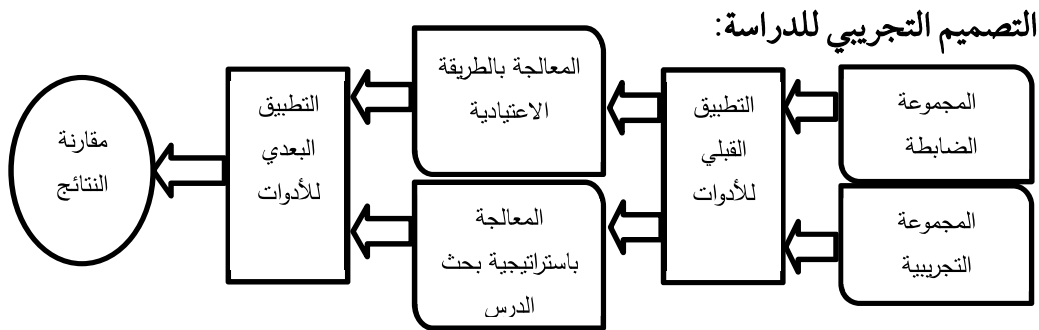 التصميم التجريبي للدراسة:
المجموعة
الضابطة
المجموعة
التجريبية
التطبيق
القبلي
للأدوات
المعالجة بالطريقة
الاعتيادية
المعالجة
باستراتيجية بحث
الدرس
التطبيق
البعدي
للأدوات
مقارنة
النتائج